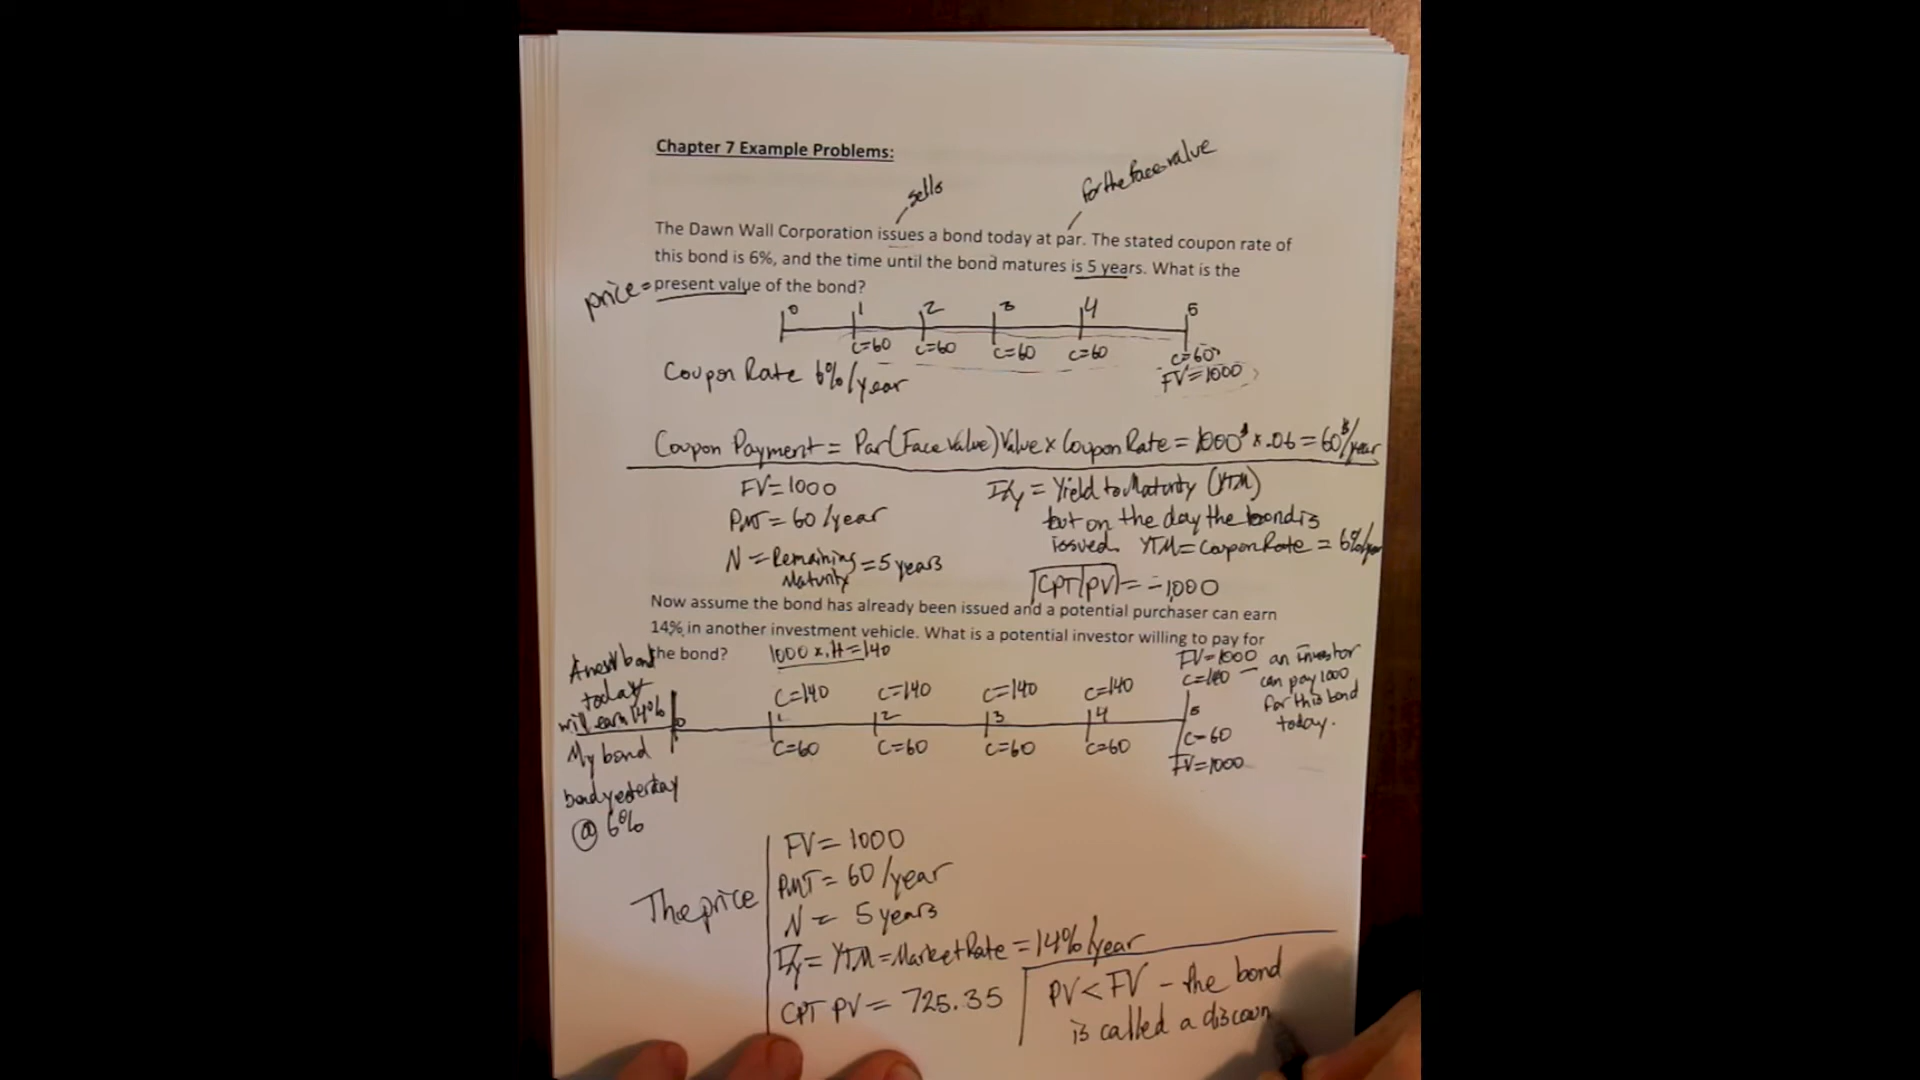 Chapter 7 Example Problems:
sells
for the face value
The Dawn Wall Corporation issues a bond today at par. The stated coupon rate of
this bond is 6%, and the time until the bond matures is 5 years. What is the
price = present value of the bond?
0 1 2 3 4 5
C=60 C=60 C=60 C=60 C=60
FV=1000
Coupon Rate 6%/year
Coupon Payment = Par (Face Value) Value x Coupon Rate = 1000$ x .06 = 60$/year
FV=1000
PMT = 60/year
N = Remaining Maturity = 5 years
I/y = Yield to Maturity (YTM)
but on the day the bond is
issued YTM = Coupon Rate = 6%/year
CPT PV = -1,000
Now assume the bond has already been issued and a potential purchaser can earn
14% in another investment vehicle. What is a potential investor willing to pay for
the bond?
1000 x .14 = 140
A new bond
today
will earn 14%
FV=1000
C=140 C=140 C=140 C=140 C=140
an investor
can pay 1000
for this bond
today.
0 1 2 3 4 5
C=60 C=60 C=60 C=60 C=60
FV=1000
My bond
yesterday
@ 6%
The price
FV = 1000
PMT = 60/year
N = 5 years
I/y = YTM = Market Rate = 14%/year
CPT PV = 725.35
PV < FV - the bond
is called a discoun